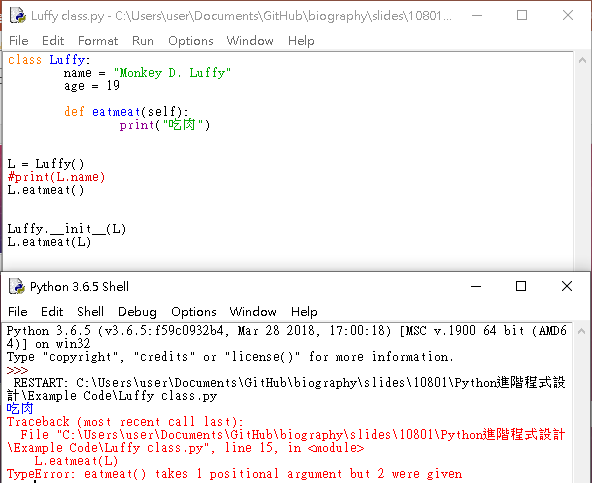 Luffy class.py - C:\Users\user\Documents\GitHub\biography\slides\10801\...
File Edit Format Run Options Window Help
class Luffy:
name = "Monkey D. Luffy"
age = 19
def eatmeat(self):
print("吃肉")
L = Luffy()
#print(L.name)
L.eatmeat()
Luffy.__init__(L)
L.eatmeat(L)
Python 3.6.5 Shell
File Edit Shell Debug Options Window Help
Python 3.6.5 (v3.6.5:f59c0932b4, Mar 28 2018, 17:00:18) [MSC v.1900 64 bit (AMD6
4)] on win32
Type "copyright", "credits" or "license()" for more information.
>>>
RESTART: C:\Users\user\Documents\GitHub\biography\slides\10801\Python進階程式設
計\Example Code\Luffy class.py
吃肉
Traceback (most recent call last):
File "C:\Users\user\Documents\GitHub\biography\slides\10801\Python進階程式設計
\Example Code\Luffy class.py", line 15, in <module>
L.eatmeat(L)
TypeError: eatmeat() takes 1 positional argument but 2 were given